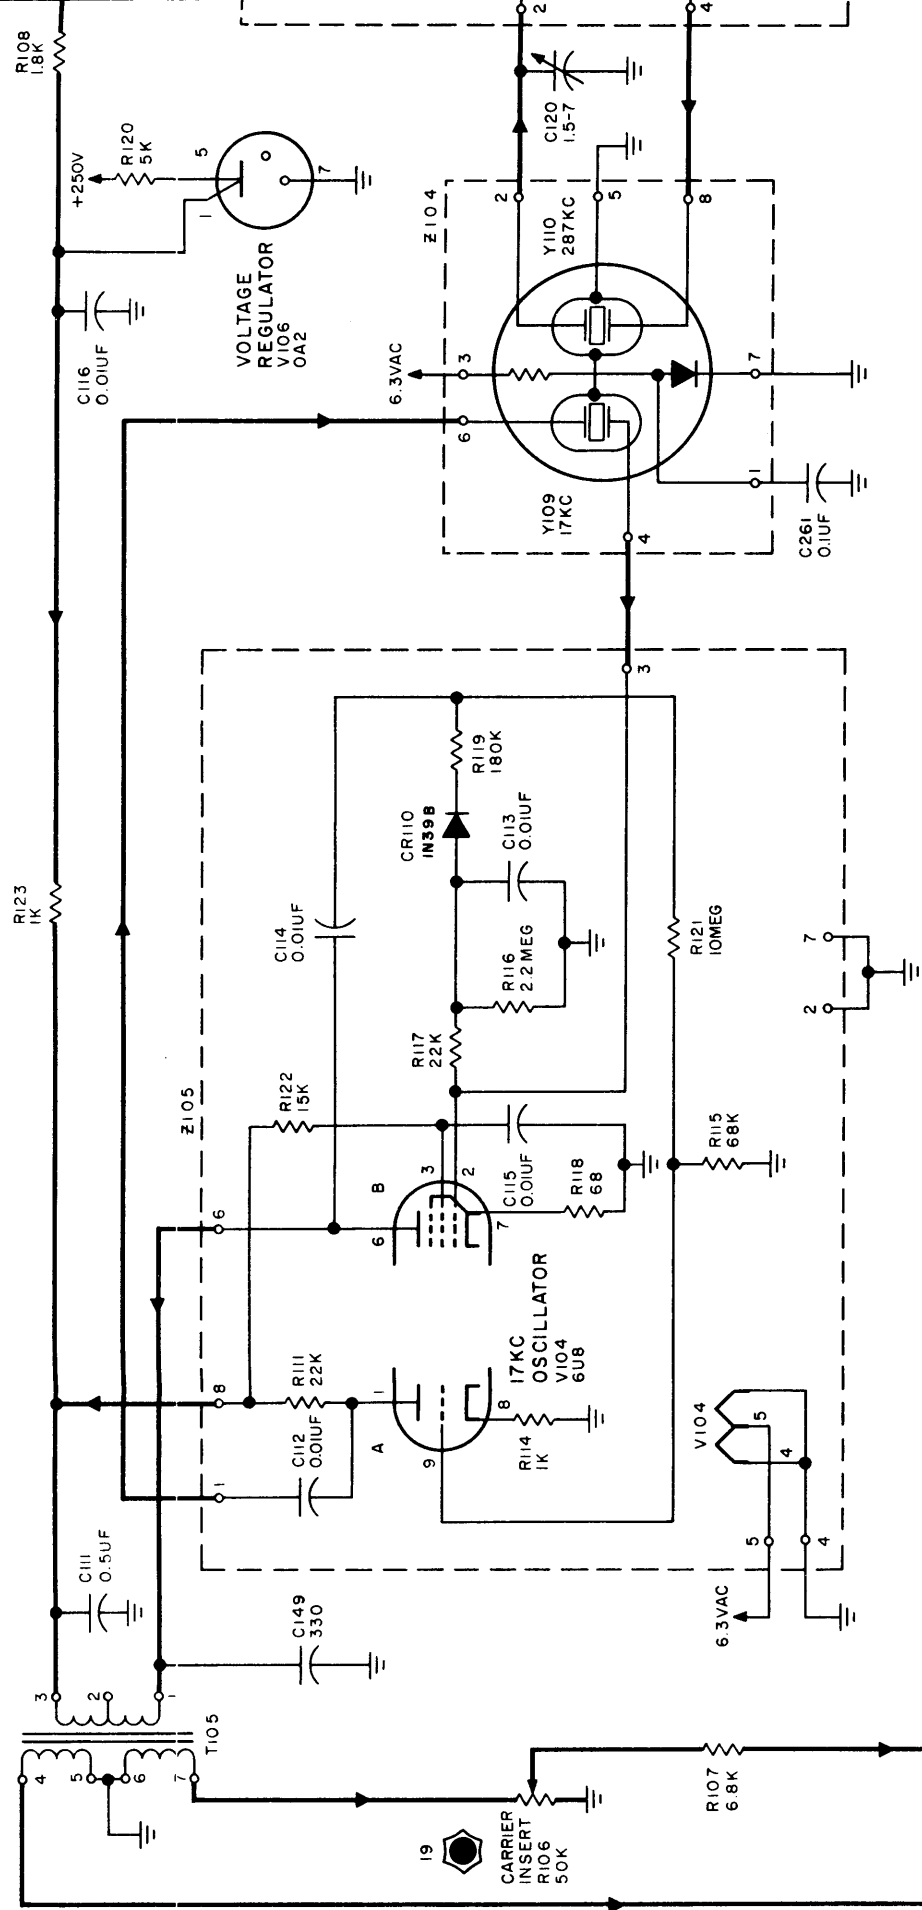 2
4
R108
1.8K
C120
1.5-7
+250V
R120
5K
5
1
7
VOLTAGE
REGULATOR
V106
OA2
C116
0.01UF
Z104
2
5
8
Y110
287KC
6.3VAC
3
7
6
1
Y109
17KC
4
C261
0.1UF
R123
1K
Z105
3
R119
180K
CR110
1N39B
C113
0.01UF
C114
0.01UF
R116
2.2MEG
R121
10MEG
R117
22K
7
2
R122
15K
C115
0.01UF
R118
68
R115
68K
6
B
6
3
2
7
17KC
OSCILLATOR
V104
6U8
8
R111
22K
C112
0.01UF
1
A
1
9
8
R114
1K
V104
5
4
5
4
6.3VAC
C111
0.5UF
C149
330
3
2
1
T105
4
5
6
7
R107
6.8K
19
CARRIER
INSERT
R106
50K